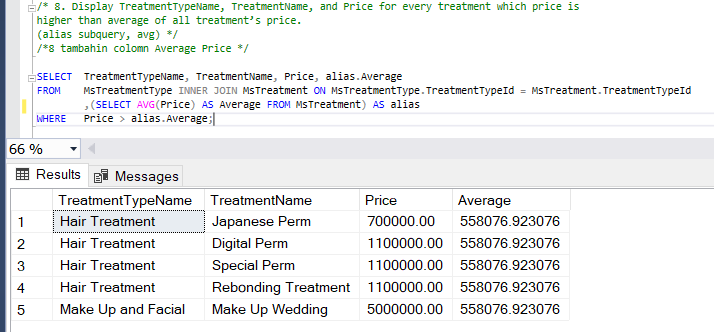 /* 8. Display TreatmentTypeName, TreatmentName, and Price for every treatment which price is
higher than average of all treatment’s price.
(alias subquery, avg) */
/*8 tambahin colomn Average Price */
SELECT TreatmentTypeName, TreatmentName, Price, alias.Average
FROM MsTreatmentType INNER JOIN MsTreatment ON MsTreatmentType.TreatmentTypeId = MsTreatment.TreatmentTypeId
,(SELECT AVG(Price) AS Average FROM MsTreatment) AS alias
WHERE Price > alias.Average;
66 %
Results Messages
TreatmentTypeName TreatmentName Price Average
1 Hair Treatment Japanese Perm 700000.00 558076.923076
2 Hair Treatment Digital Perm 1100000.00 558076.923076
3 Hair Treatment Special Perm 1100000.00 558076.923076
4 Hair Treatment Rebonding Treatment 1100000.00 558076.923076
5 Make Up and Facial Make Up Wedding 5000000.00 558076.923076